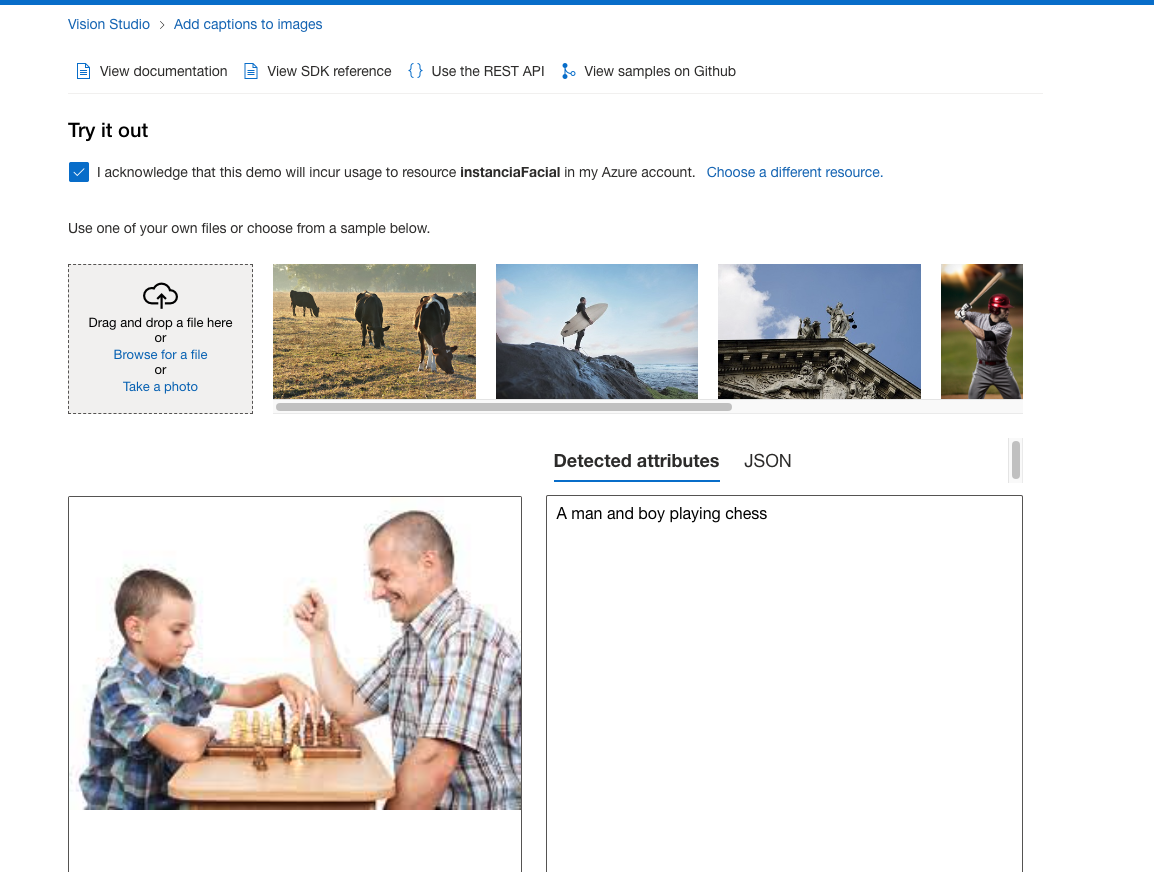 Vision Studio > Add captions to images
View documentation View SDK reference {} Use the REST API View samples on Github
Try it out
I acknowledge that this demo will incur usage to resource instanciaFacial in my Azure account. Choose a different resource.
Use one of your own files or choose from a sample below.
Drag and drop a file here
or
Browse for a file
or
Take a photo
Detected attributes JSON
A man and boy playing chess